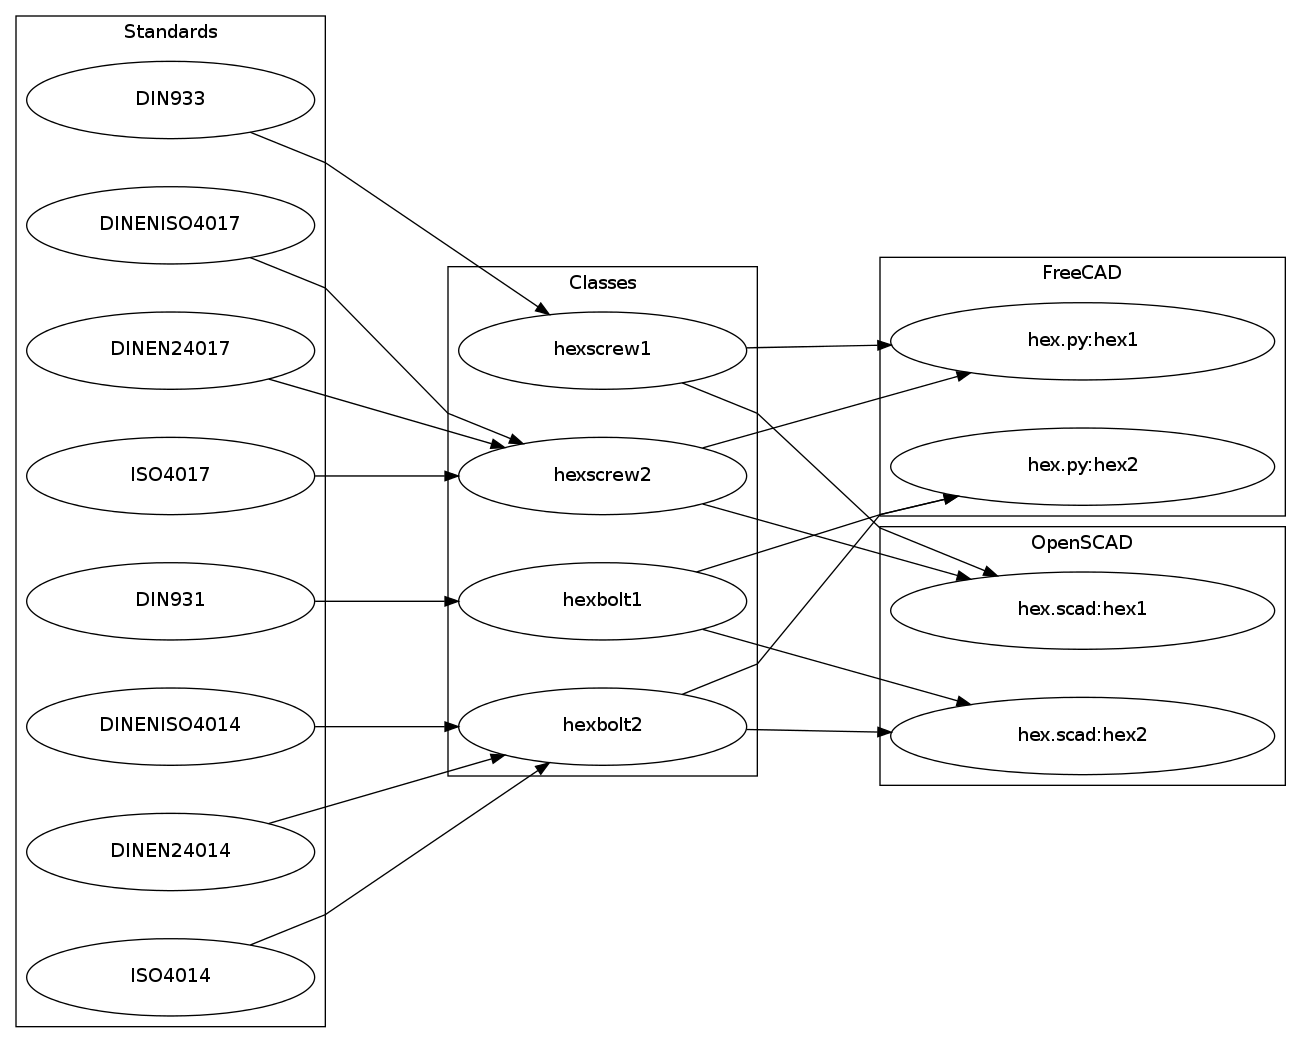 Standards
DIN933
DINENISO4017
DINEN24017
ISO4017
DIN931
DINENISO4014
DINEN24014
ISO4014
Classes
hexscrew1
hexscrew2
hexbolt1
hexbolt2
FreeCAD
hex.py:hex1
hex.py:hex2
OpenSCAD
hex.scad:hex1
hex.scad:hex2